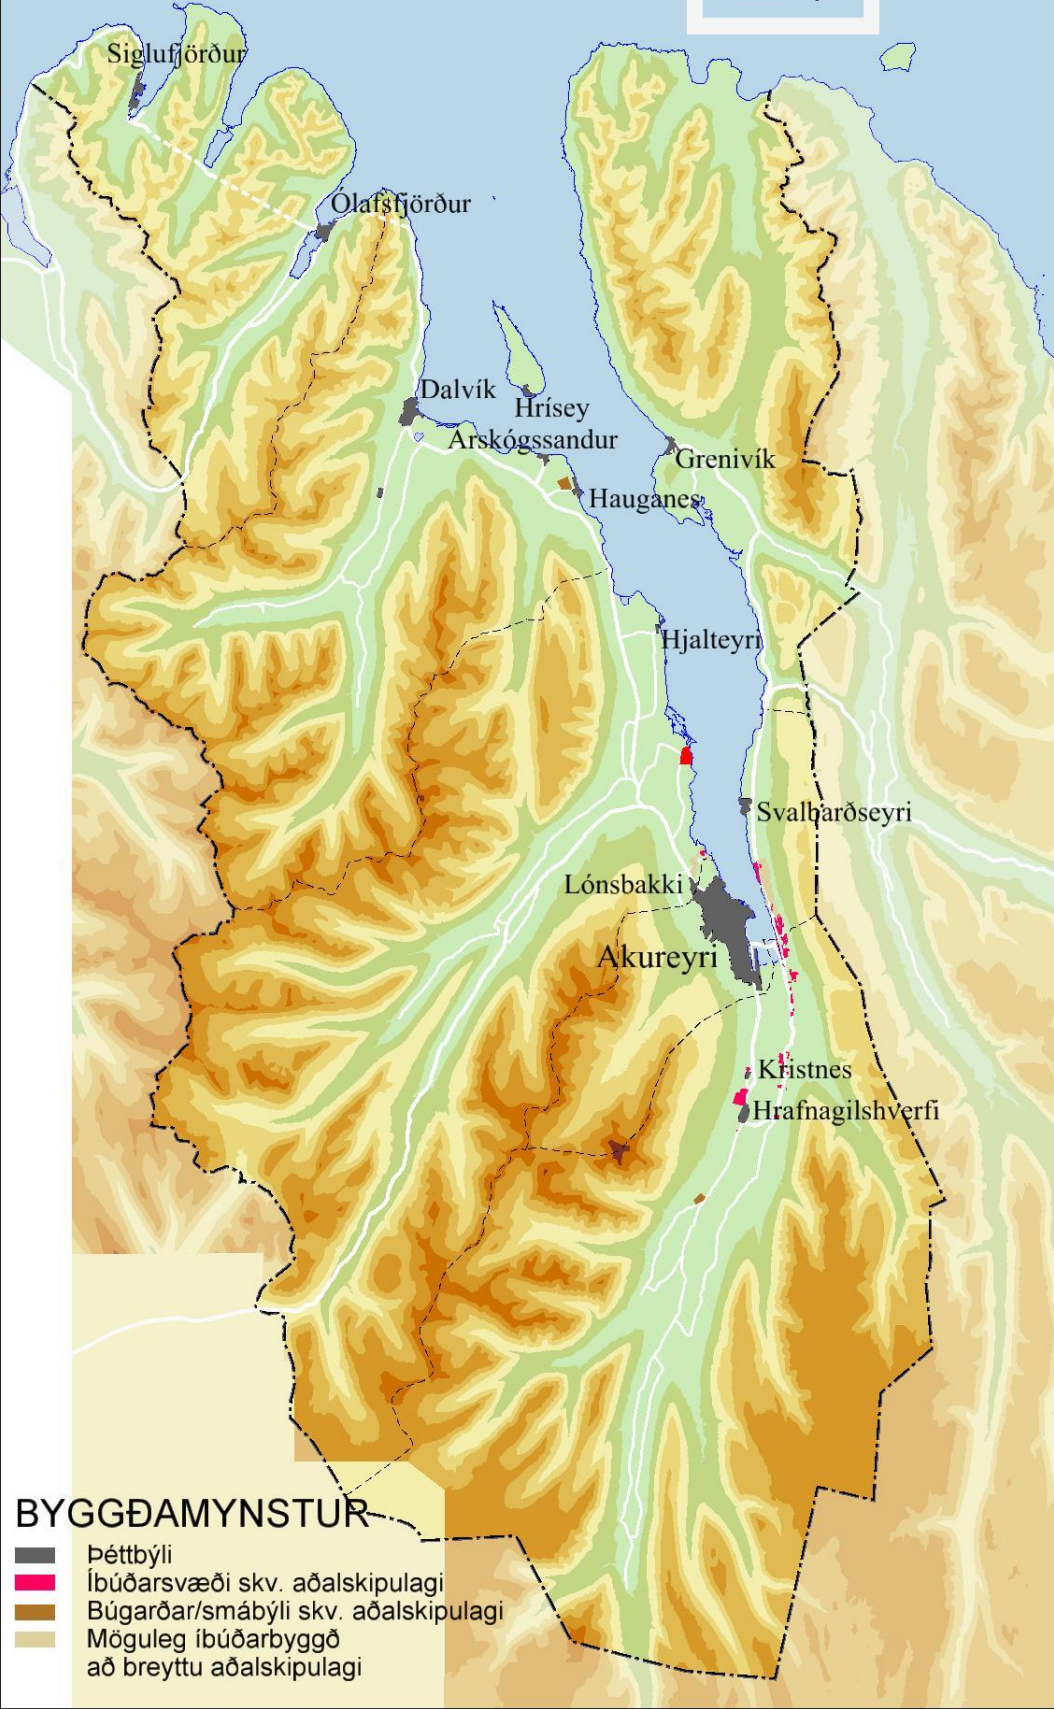 Siglufjörður
Ólafsfjörður
Dalvík
Hrísey
Arskógssandur
Grenivík
Hauganes
Hjalteyri
Svalbarðseyri
Lónsbakki
Akureyri
Kristnes
Hrafnagilshverfi
BYGGÐAMYNSTUR
Þéttbýli
Íbúðarsvæði skv. aðalskipulagi
Búgarðar/smábýli skv. aðalskipulagi
Möguleg íbúðarbyggð
að breyttu aðalskipulagi